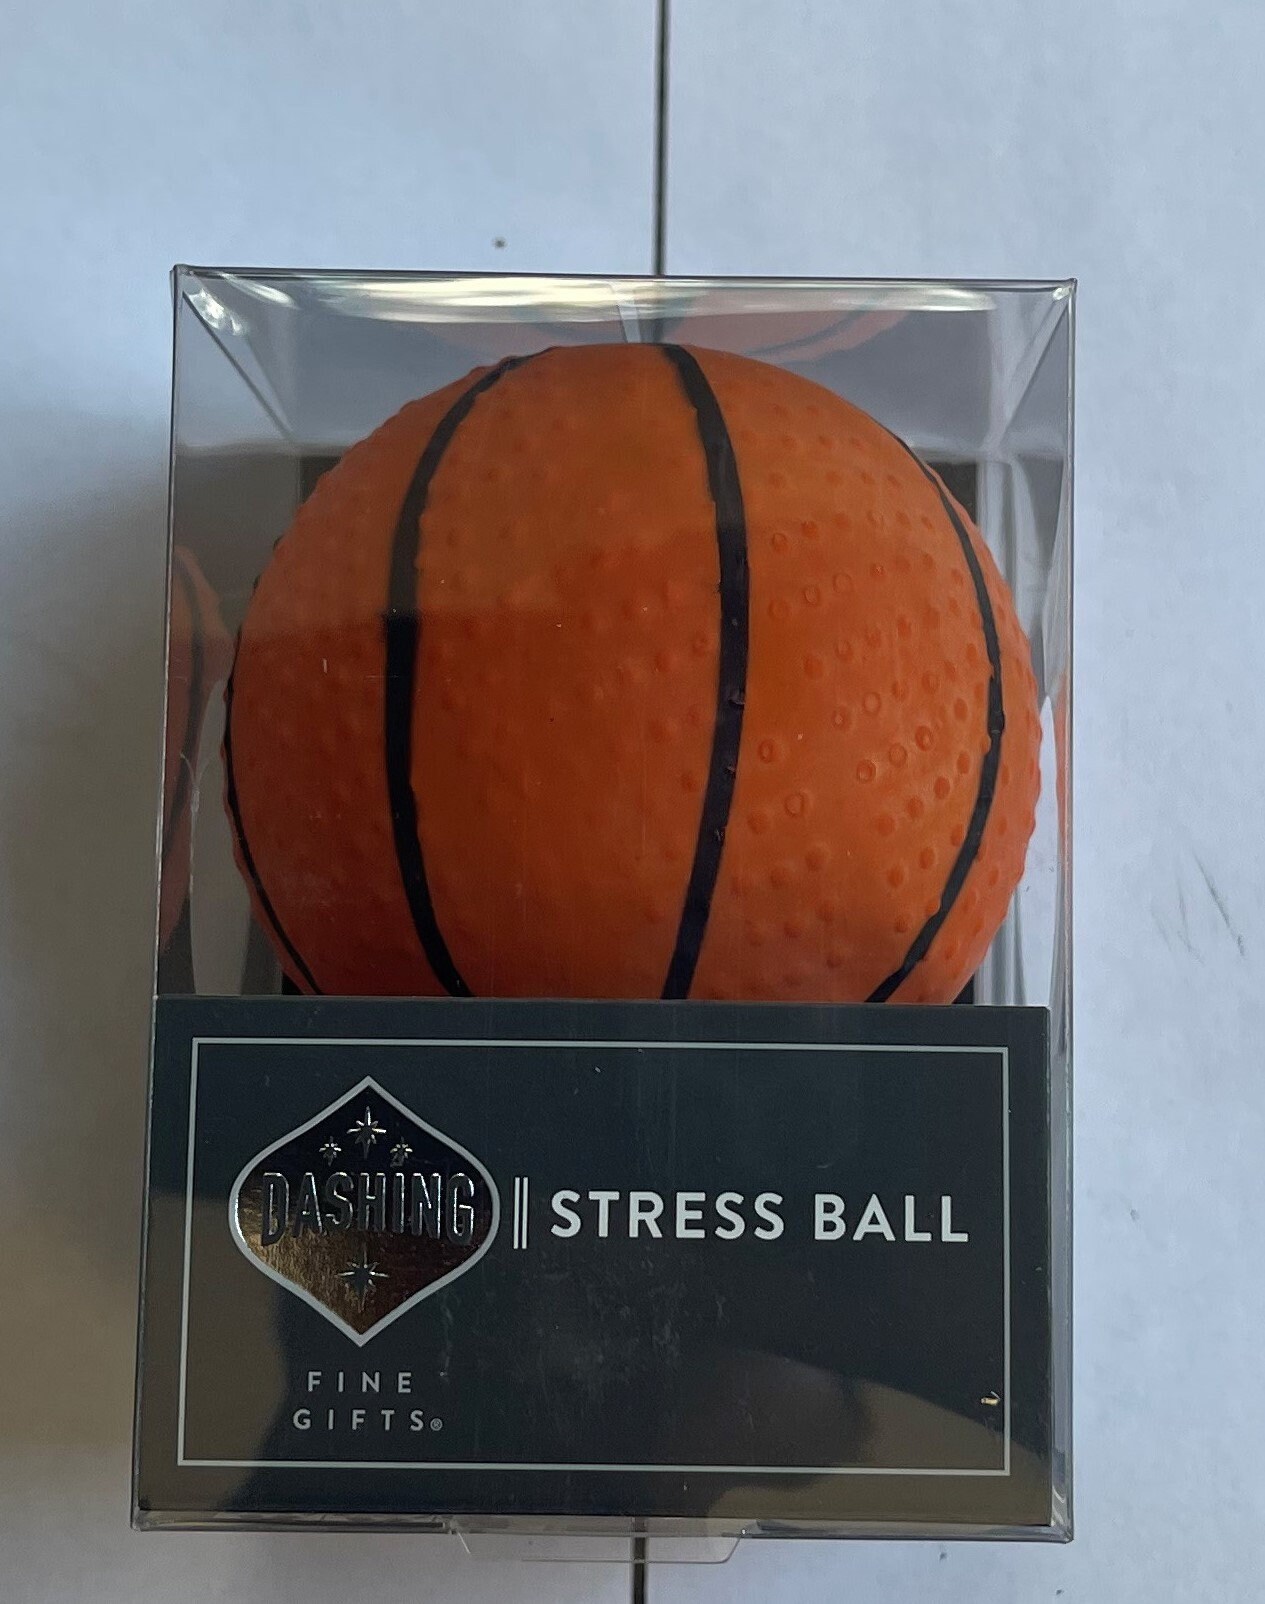 DASHING
STRESS BALL
FINE
GIFTS®